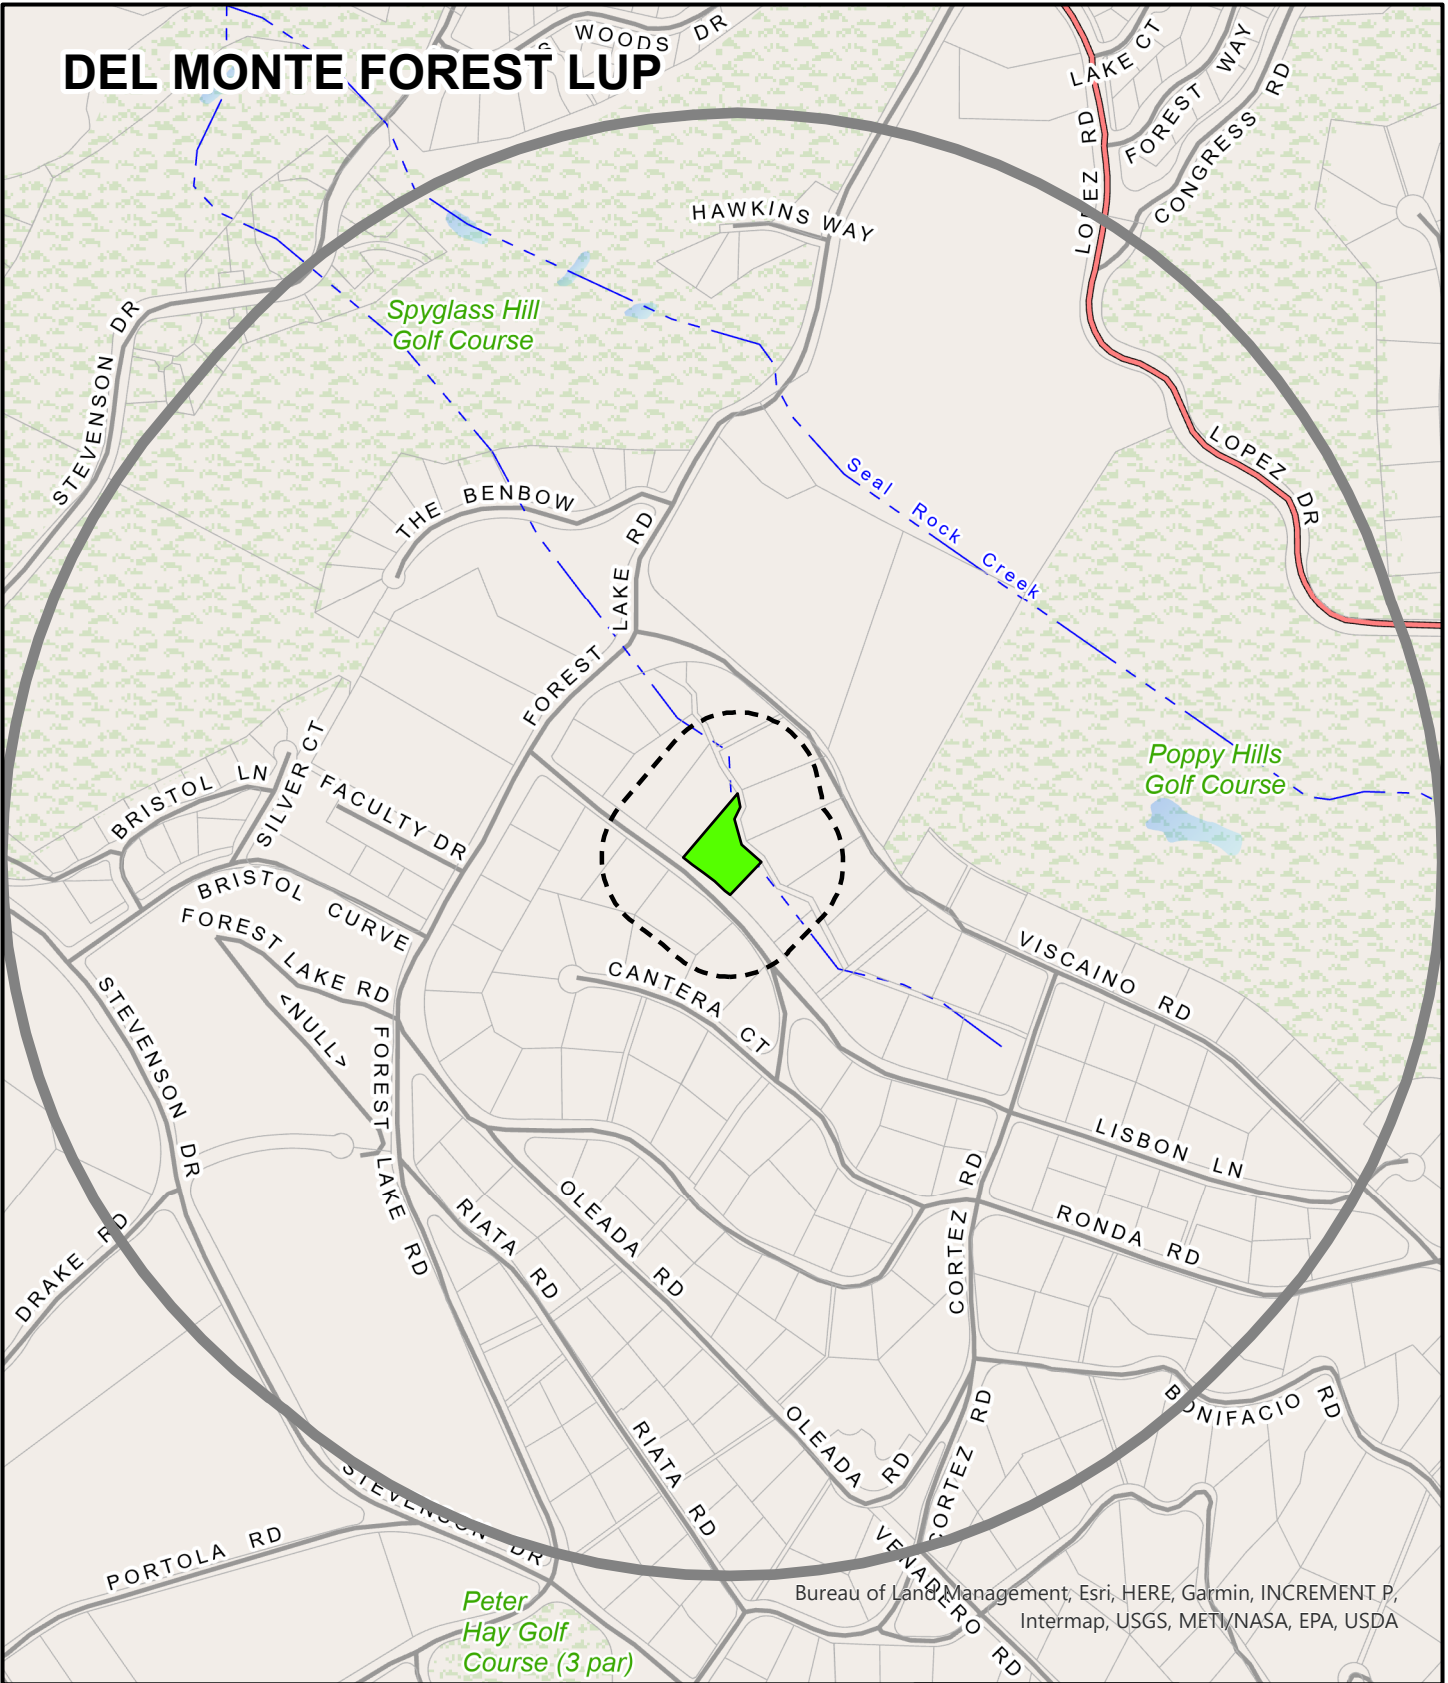 WOODS DR
DEL MONTE FOREST LUP
LAKE CT
FOREST WAY
CONGRESS RD
LOPEZ RD
HAWKINS WAY
Spyglass Hill
Golf Course
STEVENSON DR
LOPEZ DR
THE BENBOW
Seal Rock Creek
FOREST LAKE RD
Poppy Hills
Golf Course
BRISTOL LN
SILVER CT
FACULTY DR
BRISTOL CURVE
FOREST LAKE RD
<NULL>
CANTERA CT
VISCAINO RD
STEVENSON DR
FOREST LAKE RD
LISBON LN
CORTEZ RD
RONDA RD
DRAKE RD
RIATA RD
OLEADA RD
CORTEZ RD
BONIFACIO RD
OLEADA RD
RIATA RD
CORTEZ RD
STEVENSON DR
PORTOLA RD
VENADERO RD
Bureau of Land Management, Esri, HERE, Garmin, INCREMENT P,
Intermap, USGS, METI/NASA, EPA, USDA
Peter
Hay Golf
Course (3 par)